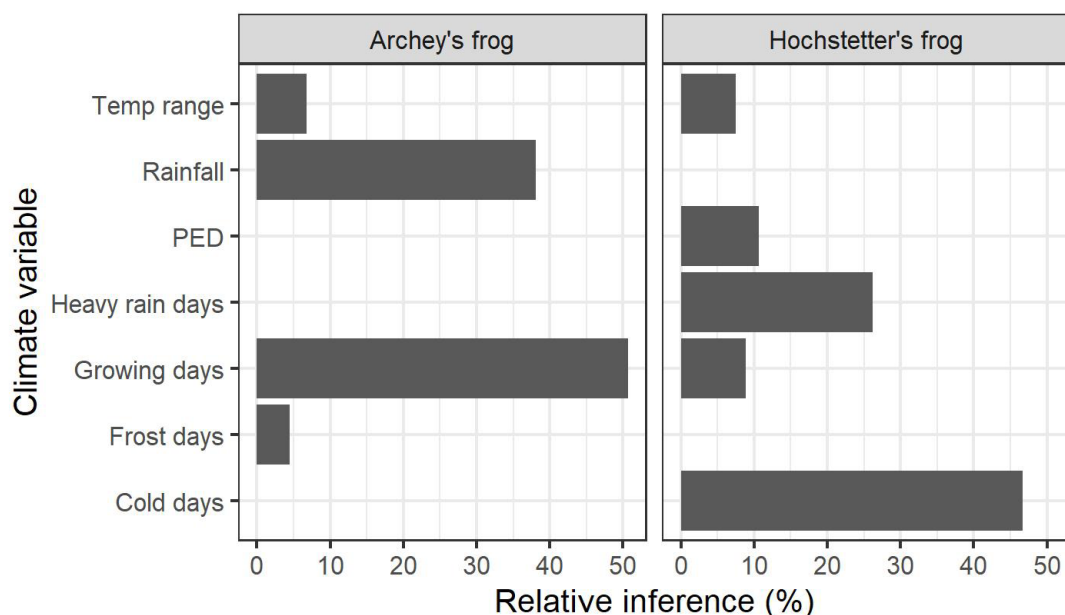 Archey's frog
Hochstetter's frog
Climate variable
Temp range
Rainfall
PED
Heavy rain days
Growing days
Frost days
Cold days
0 10 20 30 40 50
0 10 20 30 40 50
Relative inference (%)